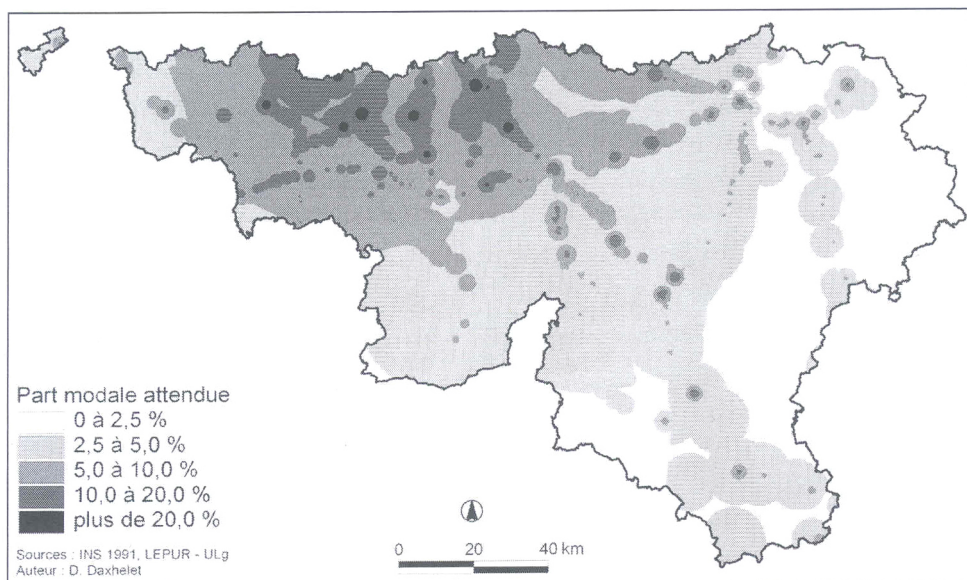 Part modale attendue
0 à 2,5 %
2,5 à 5,0 %
5,0 à 10,0 %
10,0 à 20,0 %
plus de 20,0 %
Sources : INS 1991, LEPUR - ULg
Auteur : D. Daxhelet
0 20 40 km